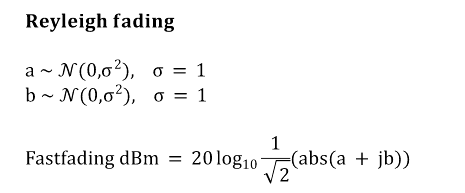 Reyleigh fading
a ~ 𝒩(0,σ²), σ = 1
b ~ 𝒩(0,σ²), σ = 1
Fastfading dBm = 20 log₁₀ 1/√2 (abs(a + jb))